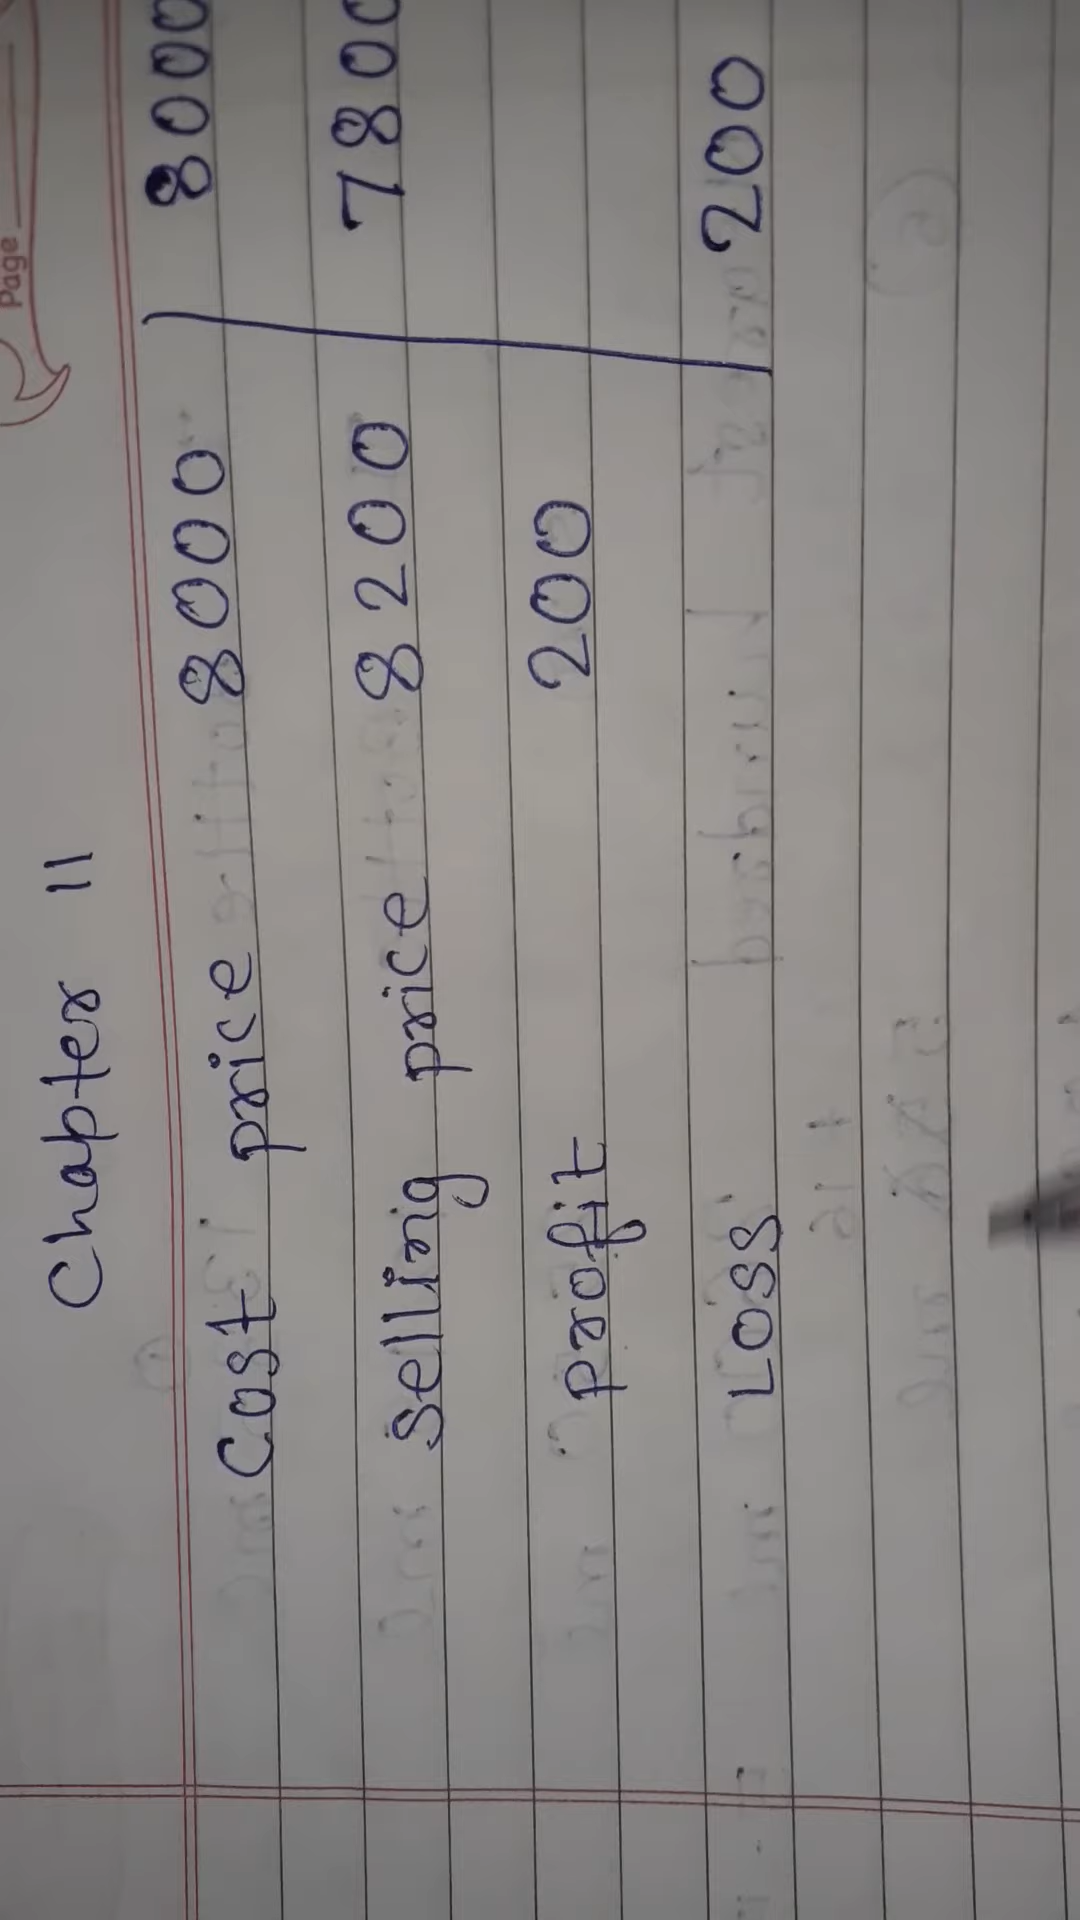 Page
Chapter 11
Cost price 8000 | 8000
Selling price 8200 | 7800
profit 200
Loss 200